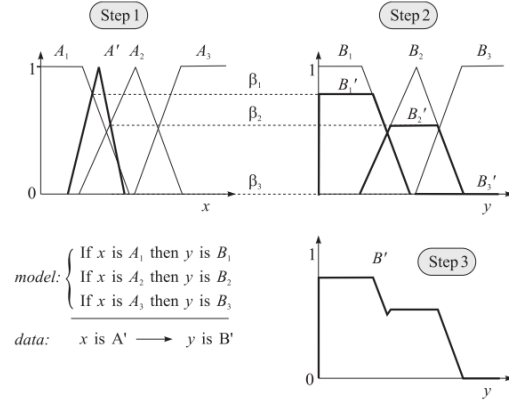 Step 1
Step 2
A₁ A' A₂ A₃
B₁ B₂ B₃
1
β₁
1
B₁'
β₂
B₂'
0
β₃
0
B₃'
x
y
model:
If x is A₁ then y is B₁
If x is A₂ then y is B₂
If x is A₃ then y is B₃
data: x is A' ⟶ y is B'
1
B'
Step 3
0
y